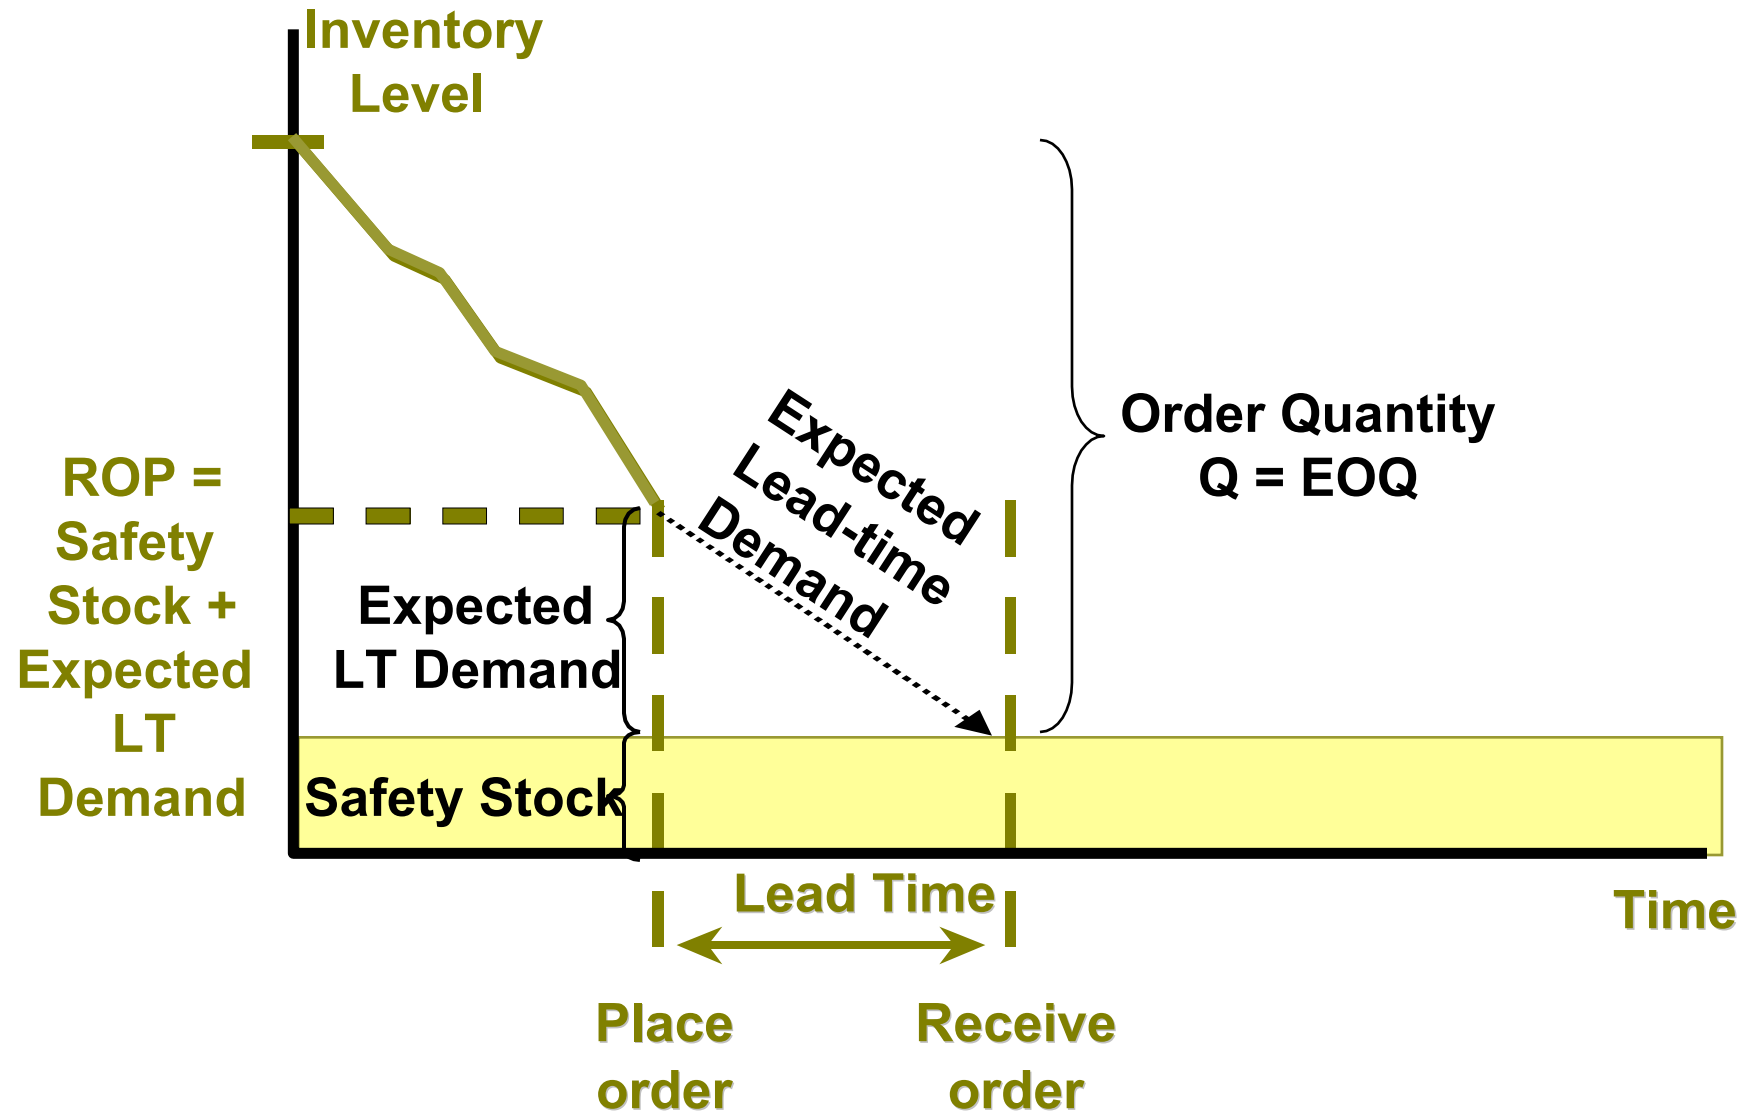 Inventory
Level
Order Quantity
Q = EOQ
Expected
Lead-time
Demand
ROP =
Safety
Stock +
Expected
LT
Demand
Expected
LT Demand
Safety Stock
Lead Time
Time
Place
order
Receive
order